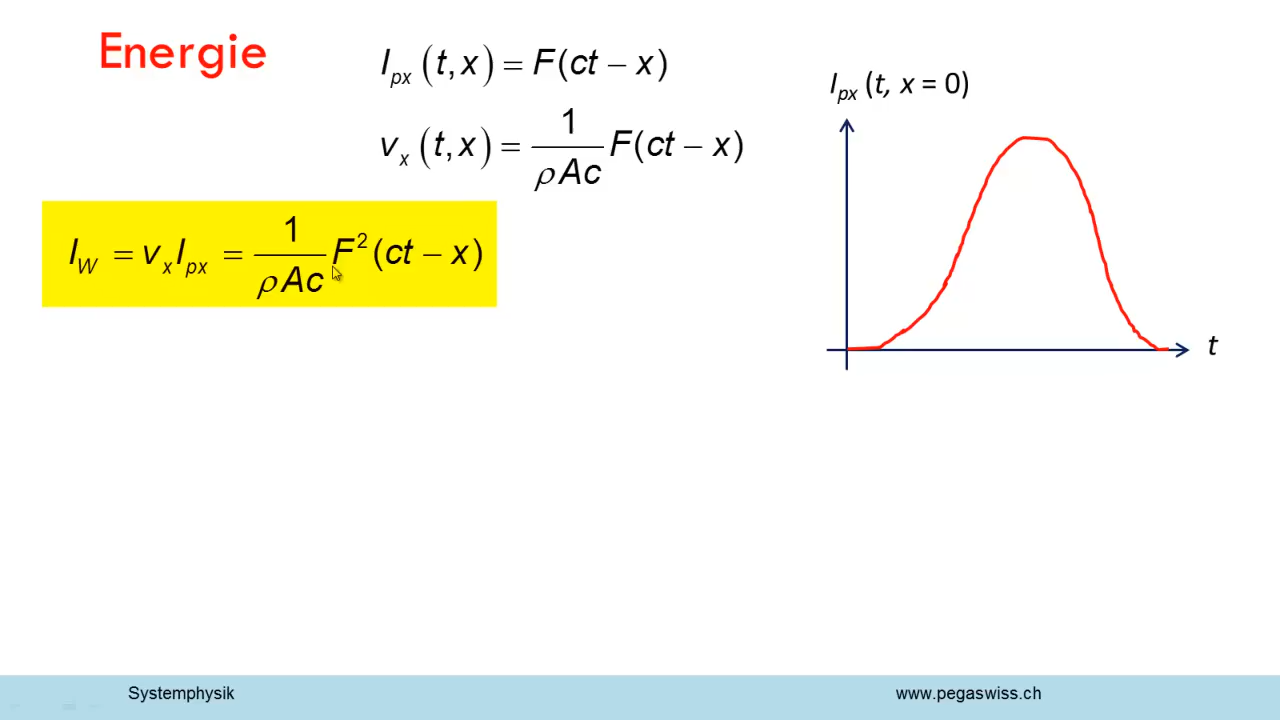 Energie
I_px (t, x) = F(ct − x)
v_x (t, x) = 1/(ρAc) F(ct − x)
I_W = v_x I_px = 1/(ρAc) F²(ct − x)
I_px (t, x = 0)
t
Systemphysik
www.pegaswiss.ch